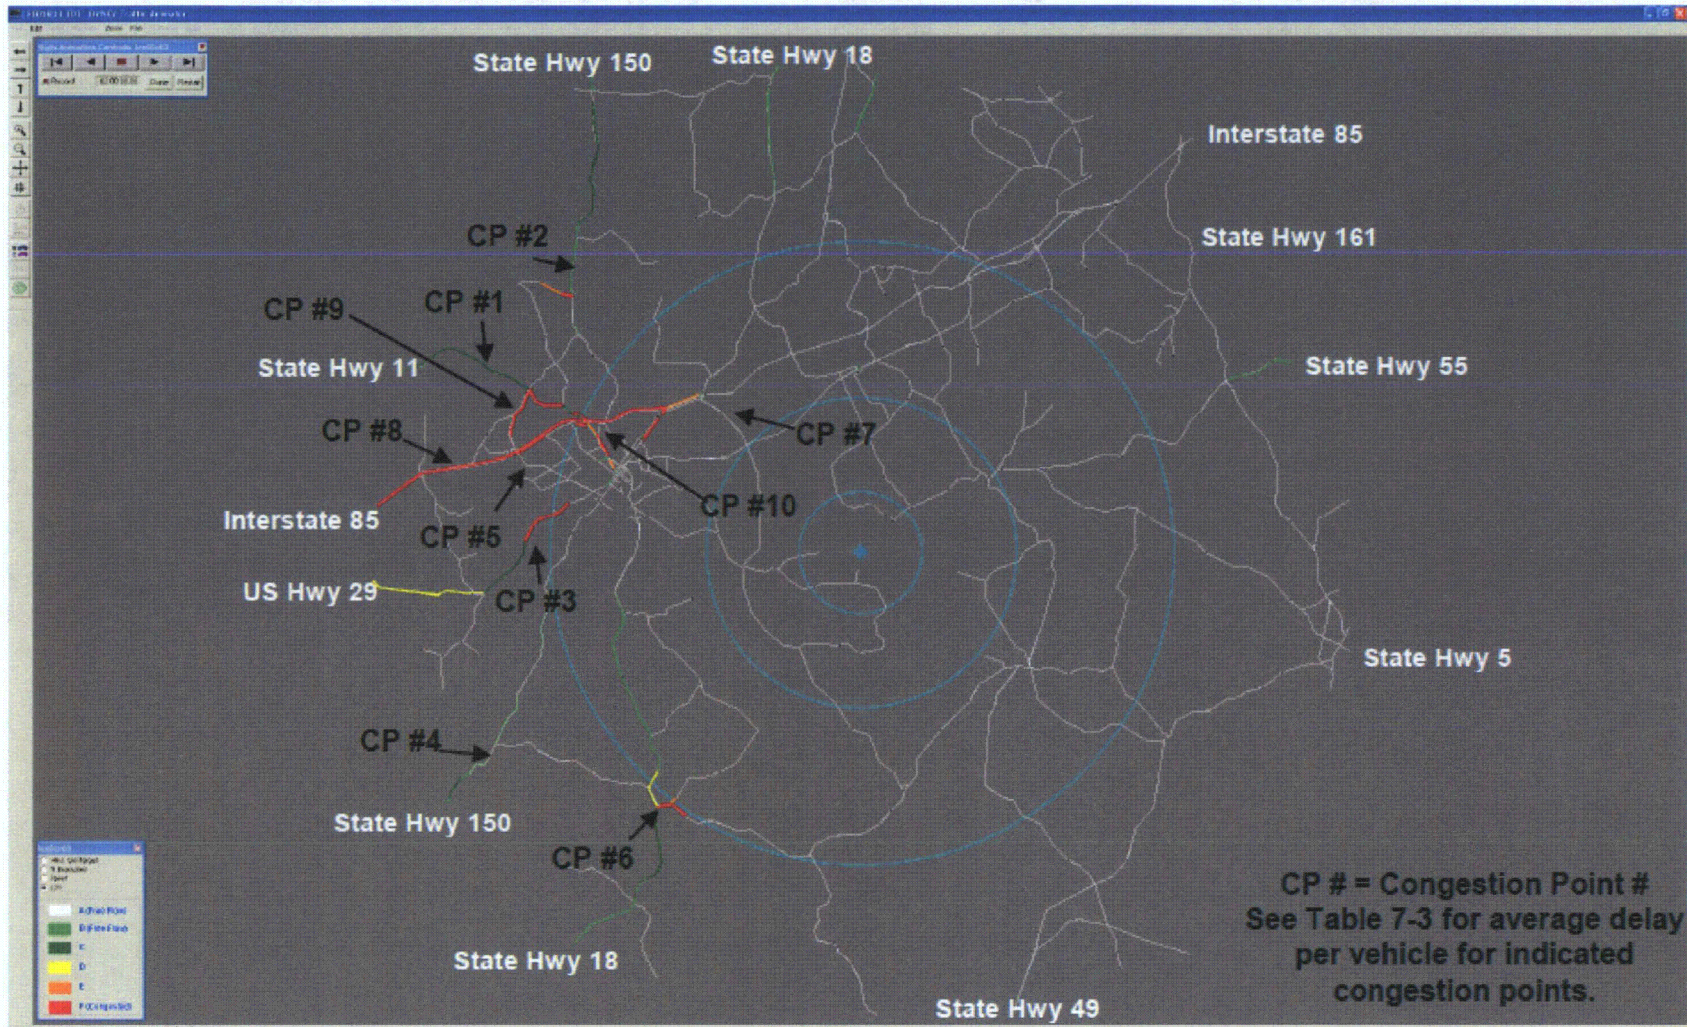 State Hwy 150
State Hwy 18
Interstate 85
CP #2
State Hwy 161
CP #9
CP #1
State Hwy 11
State Hwy 55
CP #8
CP #7
CP #10
Interstate 85
CP #5
US Hwy 29
CP #3
State Hwy 5
CP #4
State Hwy 150
CP #6
CP # = Congestion Point #
See Table 7-3 for average delay
per vehicle for indicated
congestion points.
State Hwy 18
State Hwy 49
Record
C
D
E
F (Congested)